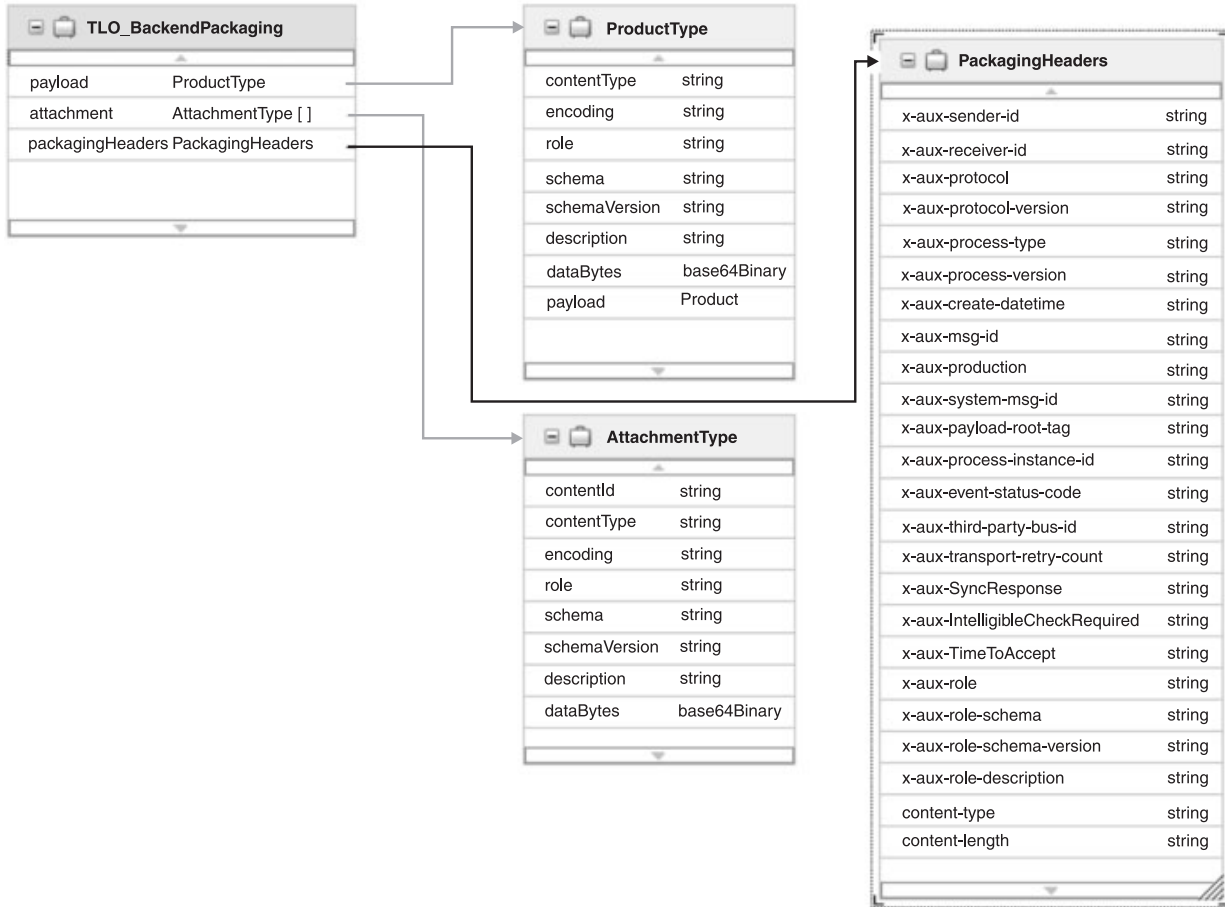 TLO_BackendPackaging
payload ProductType
attachment AttachmentType [ ]
packagingHeaders PackagingHeaders
ProductType
contentType string
encoding string
role string
schema string
schemaVersion string
description string
dataBytes base64Binary
payload Product
AttachmentType
contentId string
contentType string
encoding string
role string
schema string
schemaVersion string
description string
dataBytes base64Binary
PackagingHeaders
x-aux-sender-id string
x-aux-receiver-id string
x-aux-protocol string
x-aux-protocol-version string
x-aux-process-type string
x-aux-process-version string
x-aux-create-datetime string
x-aux-msg-id string
x-aux-production string
x-aux-system-msg-id string
x-aux-payload-root-tag string
x-aux-process-instance-id string
x-aux-event-status-code string
x-aux-third-party-bus-id string
x-aux-transport-retry-count string
x-aux-SyncResponse string
x-aux-IntelligibleCheckRequired string
x-aux-TimeToAccept string
x-aux-role string
x-aux-role-schema string
x-aux-role-schema-version string
x-aux-role-description string
content-type string
content-length string